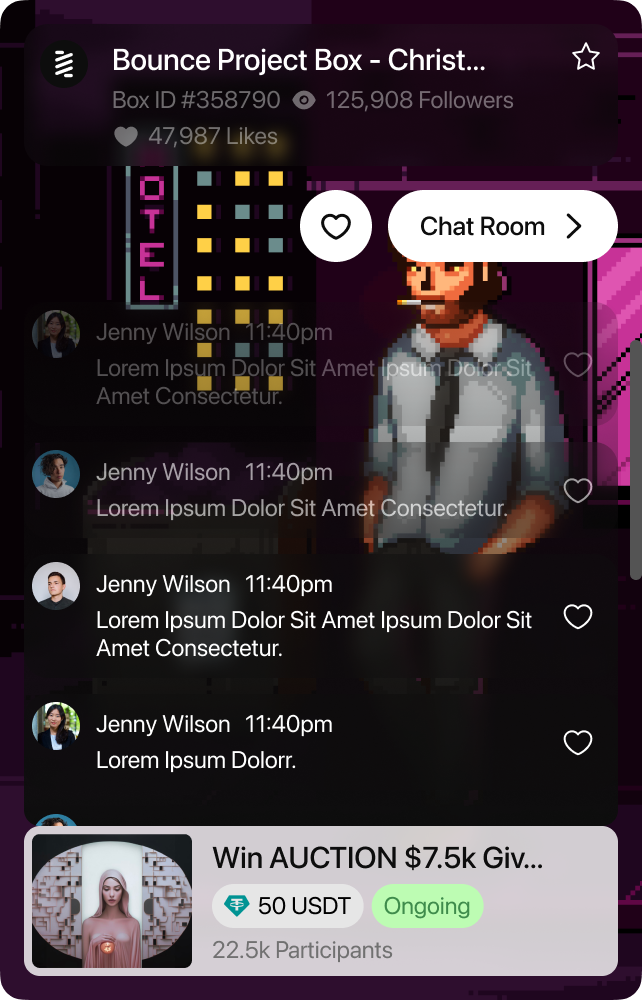 Bounce Project Box - Christ...
Box ID #358790 125,908 Followers
47,987 Likes
OTEL
Chat Room
Jenny Wilson 11:40pm
Lorem Ipsum Dolor Sit Amet Ipsum Dolor Sit
Amet Consectetur.
Jenny Wilson 11:40pm
Lorem Ipsum Dolor Sit Amet Consectetur.
Jenny Wilson 11:40pm
Lorem Ipsum Dolor Sit Amet Ipsum Dolor Sit
Amet Consectetur.
Jenny Wilson 11:40pm
Lorem Ipsum Dolorr.
Win AUCTION $7.5k Giv...
50 USDT Ongoing
22.5k Participants